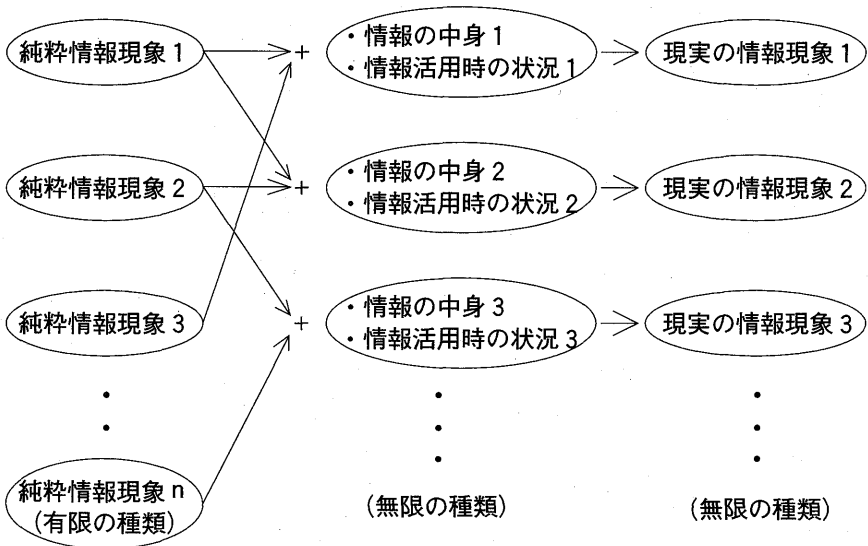 純粋情報現象1
+
・情報の中身1
・情報活用時の状況1
現実の情報現象1
純粋情報現象2
+
・情報の中身2
・情報活用時の状況2
現実の情報現象2
純粋情報現象3
+
・情報の中身3
・情報活用時の状況3
現実の情報現象3
純粋情報現象n
(有限の種類)
(無限の種類)
(無限の種類)